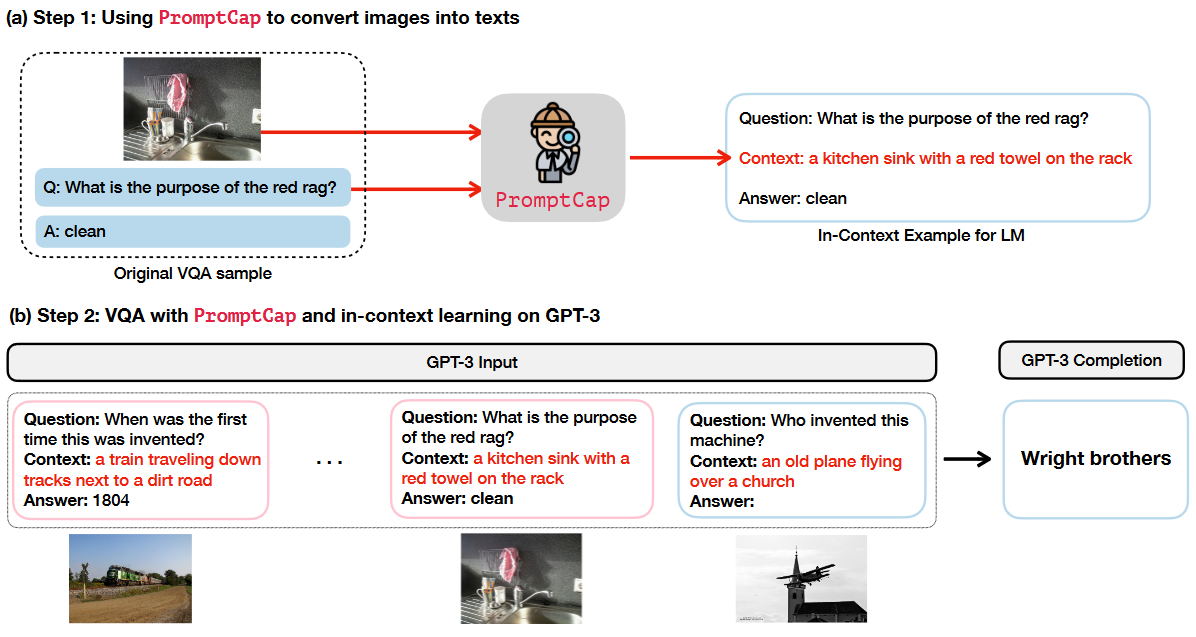 (a) Step 1: Using PromptCap to convert images into texts
Q: What is the purpose of the red rag?
A: clean
Original VQA sample
PromptCap
Question: What is the purpose of the red rag?
Context: a kitchen sink with a red towel on the rack
Answer: clean
In-Context Example for LM
(b) Step 2: VQA with PromptCap and in-context learning on GPT-3
GPT-3 Input
GPT-3 Completion
Question: When was the first
time this was invented?
Context: a train traveling down
tracks next to a dirt road
Answer: 1804
...
Question: What is the purpose
of the red rag?
Context: a kitchen sink with a
red towel on the rack
Answer: clean
Question: Who invented this
machine?
Context: an old plane flying
over a church
Answer:
Wright brothers